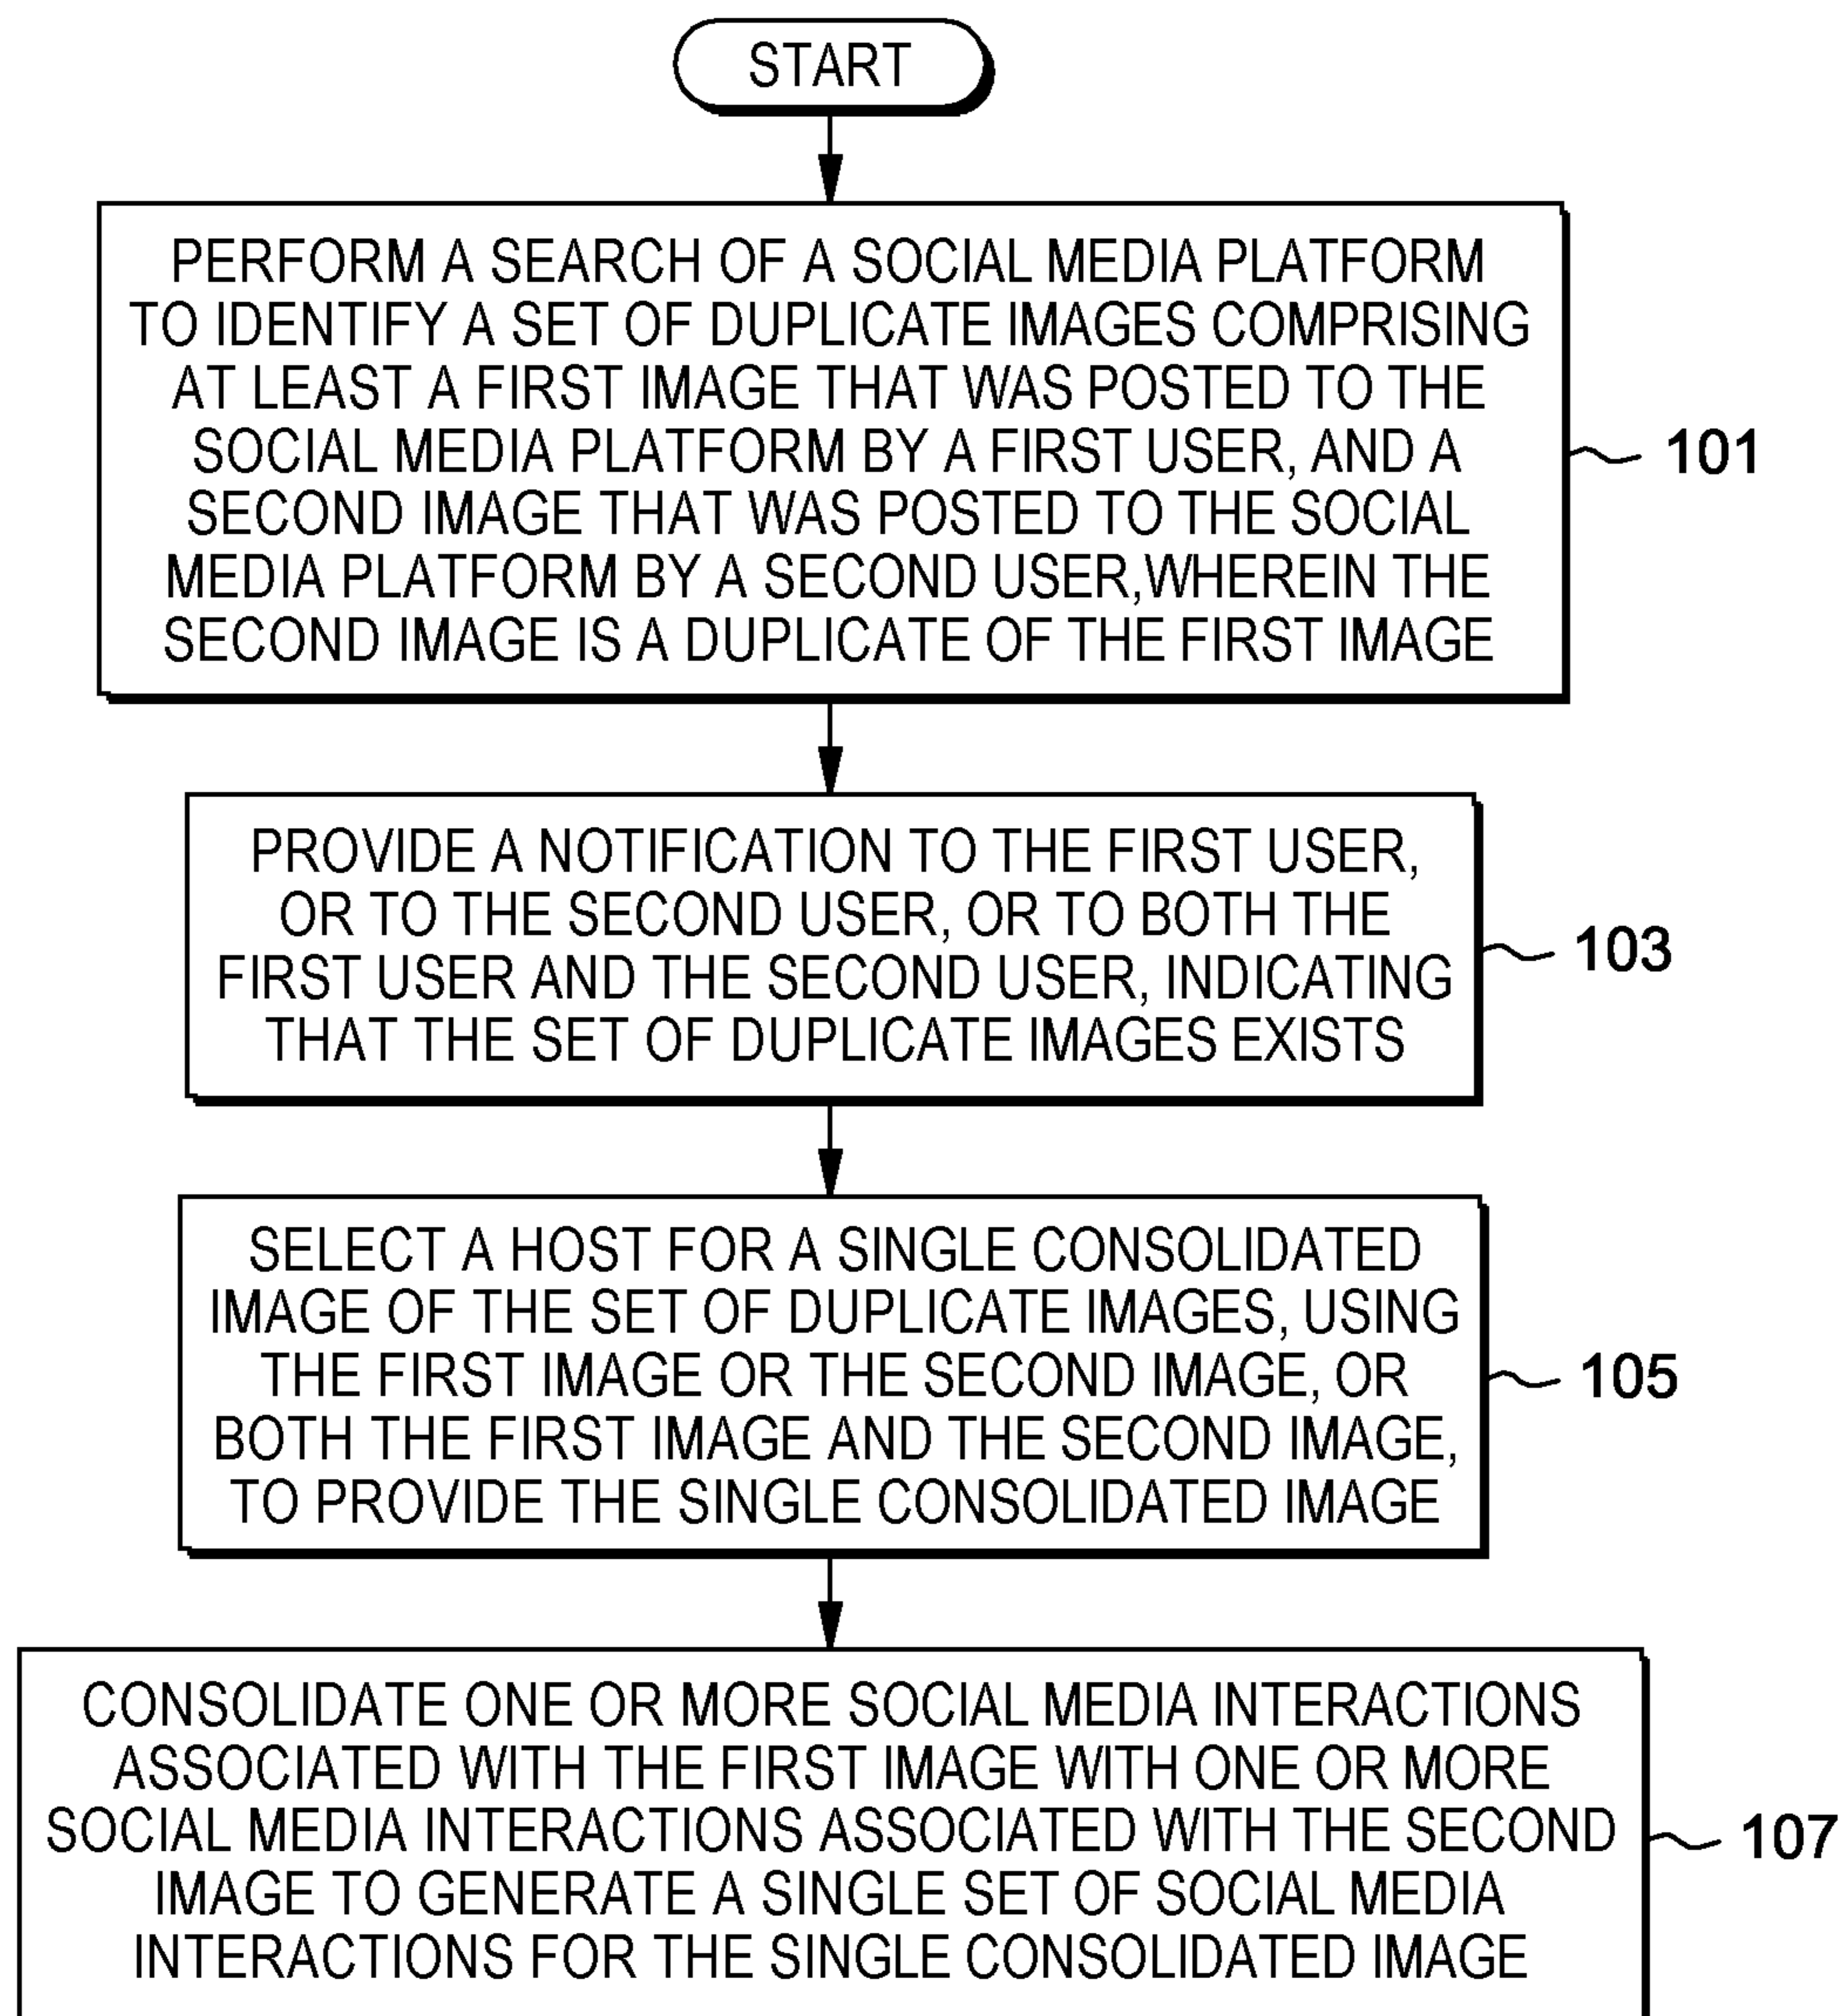 START
PERFORM A SEARCH OF A SOCIAL MEDIA PLATFORM
TO IDENTIFY A SET OF DUPLICATE IMAGES COMPRISING
AT LEAST A FIRST IMAGE THAT WAS POSTED TO THE
SOCIAL MEDIA PLATFORM BY A FIRST USER, AND A
SECOND IMAGE THAT WAS POSTED TO THE SOCIAL
MEDIA PLATFORM BY A SECOND USER,WHEREIN THE
SECOND IMAGE IS A DUPLICATE OF THE FIRST IMAGE
101
PROVIDE A NOTIFICATION TO THE FIRST USER,
OR TO THE SECOND USER, OR TO BOTH THE
FIRST USER AND THE SECOND USER, INDICATING
THAT THE SET OF DUPLICATE IMAGES EXISTS
103
SELECT A HOST FOR A SINGLE CONSOLIDATED
IMAGE OF THE SET OF DUPLICATE IMAGES, USING
THE FIRST IMAGE OR THE SECOND IMAGE, OR
BOTH THE FIRST IMAGE AND THE SECOND IMAGE,
TO PROVIDE THE SINGLE CONSOLIDATED IMAGE
105
CONSOLIDATE ONE OR MORE SOCIAL MEDIA INTERACTIONS
ASSOCIATED WITH THE FIRST IMAGE WITH ONE OR MORE
SOCIAL MEDIA INTERACTIONS ASSOCIATED WITH THE SECOND
IMAGE TO GENERATE A SINGLE SET OF SOCIAL MEDIA
INTERACTIONS FOR THE SINGLE CONSOLIDATED IMAGE
107